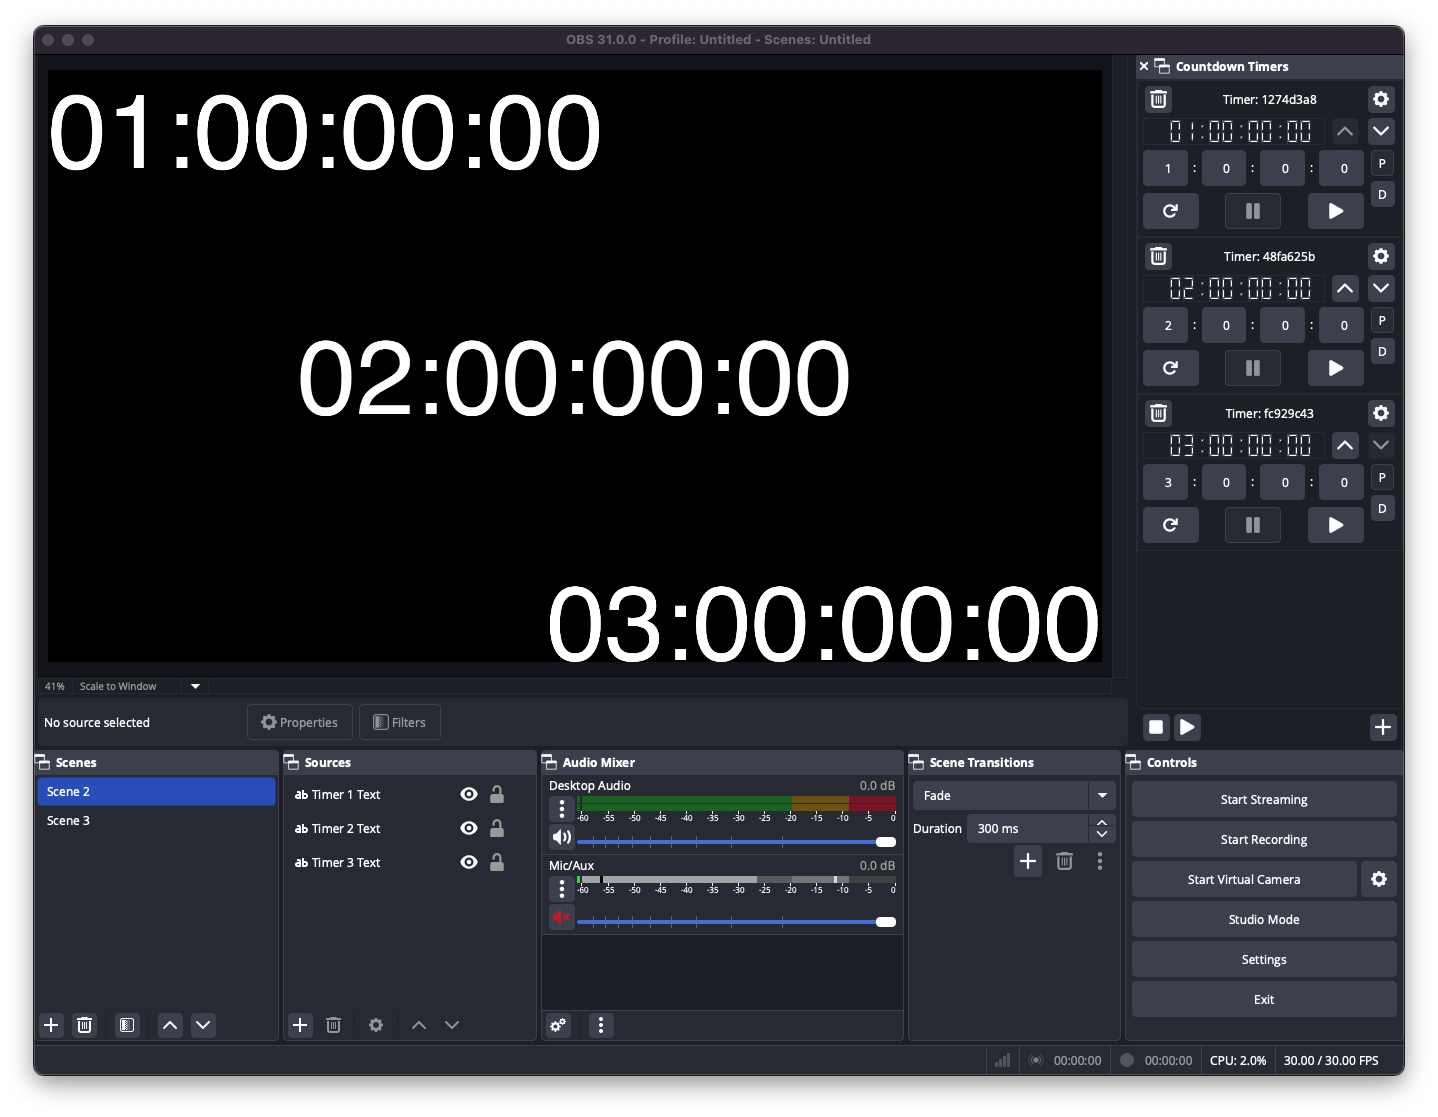 OBS 31.0.0 - Profile: Untitled - Scenes: Untitled
01:00:00:00
02:00:00:00
03:00:00:00
Countdown Timers
Timer: 1274d3a8
01:00:00:00
1 : 0 : 0 : 0
P
D
Timer: 48fa625b
02:00:00:00
2 : 0 : 0 : 0
P
D
Timer: fc929c43
03:00:00:00
3 : 0 : 0 : 0
P
D
41% Scale to Window
No source selected Properties Filters
Scenes
Scene 2
Scene 3
Sources
ab Timer 1 Text
ab Timer 2 Text
ab Timer 3 Text
Audio Mixer
Desktop Audio 0.0 dB
-60 -55 -50 -45 -40 -35 -30 -25 -20 -15 -10 -5 0
Mic/Aux 0.0 dB
-60 -55 -50 -45 -40 -35 -30 -25 -20 -15 -10 -5 0
Scene Transitions
Fade
Duration 300 ms
Controls
Start Streaming
Start Recording
Start Virtual Camera
Studio Mode
Settings
Exit
00:00:00 00:00:00 CPU: 2.0% 30.00 / 30.00 FPS